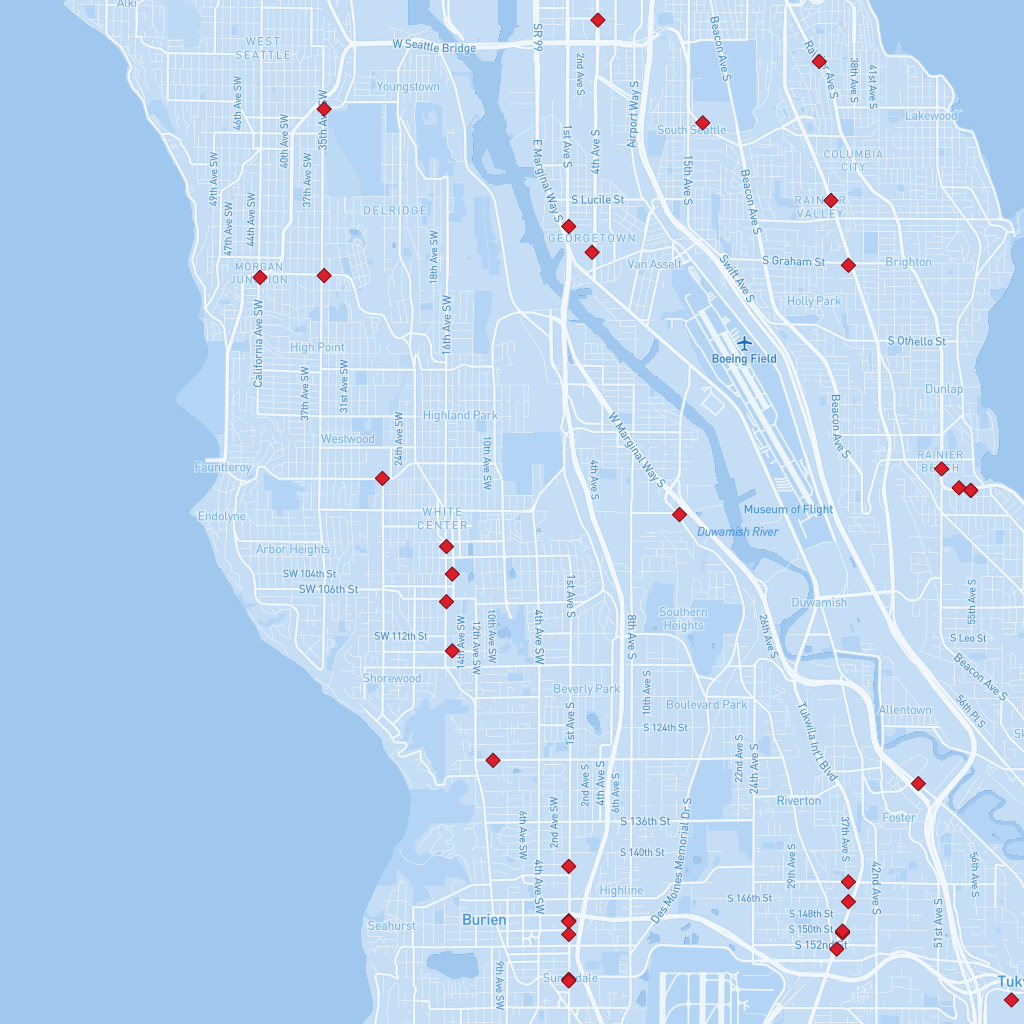 Alki
WEST
SEATTLE
W Seattle Bridge
SR 99
2nd Ave S
Airport Way S
Beacon Ave S
38th Ave S
41st Ave S
Youngstown
46th Ave SW
40th Ave SW
37th Ave SW
49th Ave SW
47th Ave SW
44th Ave SW
E Marginal Way S
1st Ave S
4th Ave S
South Seattle
Lakewood
COLUMBIA
CITY
15th Ave S
Beacon Ave S
S Lucile St
DELRIDGE
VALLEY
GEORGETOWN
18th Ave SW
Van Asselt
Swift Ave S
S Graham St
Brighton
MORGAN
JUNCTION
Holly Park
16th Ave SW
California Ave SW
High Point
37th Ave SW
31st Ave SW
S Othello St
Boeing Field
Dunlap
Beacon Ave S
Highland Park
24th Ave SW
10th Ave SW
Westwood
W Marginal Way S
4th Ave S
RAINIER
Fauntleroy
Endolyne
WHITE
CENTER
Museum of Flight
Duwamish River
Arbor Heights
SW 104th St
SW 106th St
1st Ave S
Duwamish
55th Ave S
Southern
Heights
SW 112th St
14th Ave SW
12th Ave SW
10th Ave SW
4th Ave SW
8th Ave S
26th Ave S
S Leo St
Beacon Ave S
56th Pl S
Shorewood
Beverly Park
10th Ave S
Boulevard Park
Allentown
1st Ave S
S 124th St
Tukwila Int'l Blvd
22nd Ave S
24th Ave S
2nd Ave S
4th Ave S
6th Ave S
Riverton
Foster
6th Ave SW
2nd Ave SW
S 136th St
37th Ave S
Des Moines Memorial Dr S
S 140th St
29th Ave S
42nd Ave S
56th Ave S
4th Ave SW
Highline
S 146th St
51st Ave S
Seahurst
Burien
S 148th St
S 150th St
S 152nd St
9th Ave SW